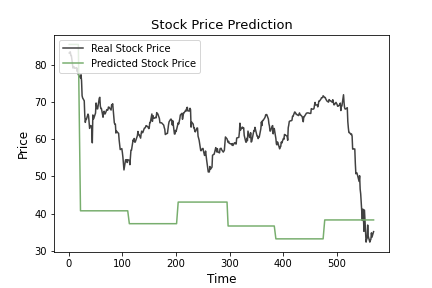 Stock Price Prediction
Real Stock Price
Predicted Stock Price
Price
80
70
60
50
40
30
0 100 200 300 400 500
Time